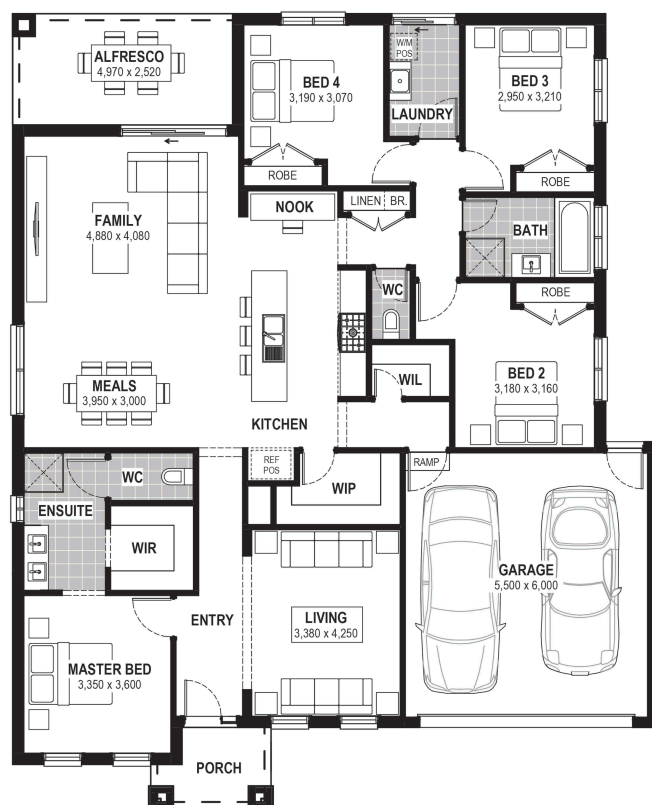 ALFRESCO
4,970 x 2,520
BED 4
3,190 x 3,070
W/M
POS
LAUNDRY
BED 3
2,950 x 3,210
ROBE
ROBE
FAMILY
4,880 x 4,080
NOOK
LINEN
BR.
BATH
WC
ROBE
BED 2
3,180 x 3,160
MEALS
3,950 x 3,000
WIL
KITCHEN
REF
POS
RAMP
WC
WIP
ENSUITE
WIR
GARAGE
5,500 x 6,000
ENTRY
LIVING
3,380 x 4,250
MASTER BED
3,350 x 3,600
PORCH